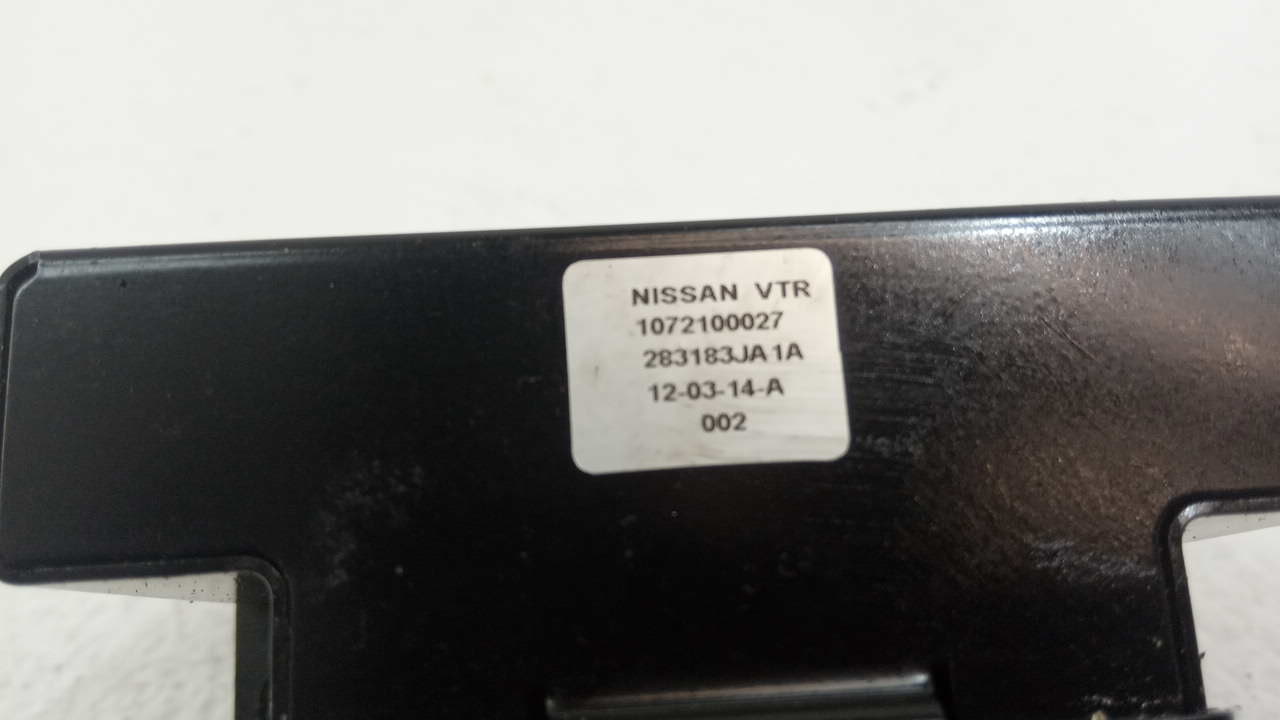 NISSAN VTR
1072100027
283183JA1A
12-03-14-A
002